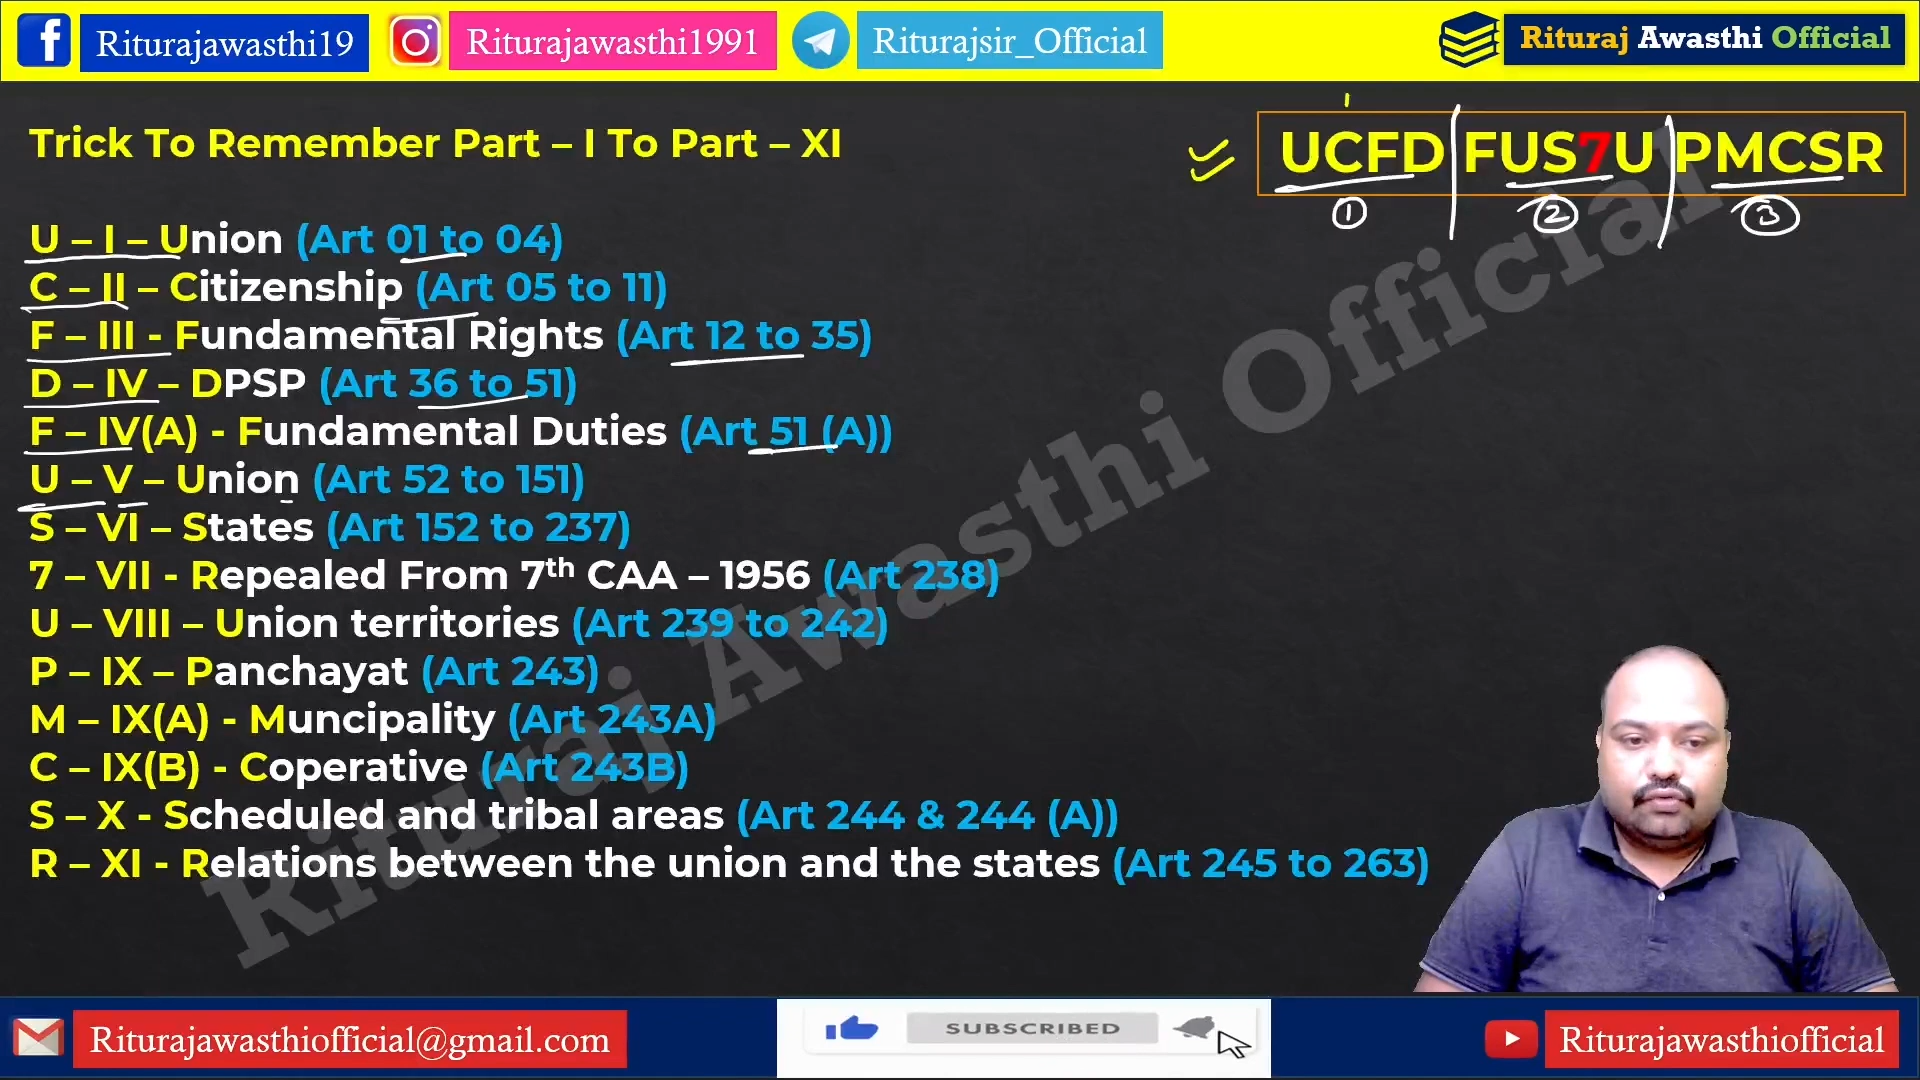 Riturajawasthi19
Riturajawasthi1991
Riturajsir_Official
Rituraj Awasthi Official
Trick To Remember Part – I To Part – XI
UCFD FUS7U PMCSR
1 2 3
U – I – Union (Art 01 to 04)
C – II – Citizenship (Art 05 to 11)
F – III - Fundamental Rights (Art 12 to 35)
D – IV – DPSP (Art 36 to 51)
F – IV(A) - Fundamental Duties (Art 51 (A))
U – V – Union (Art 52 to 151)
S – VI – States (Art 152 to 237)
7 – VII - Repealed From 7th CAA – 1956 (Art 238)
U – VIII – Union territories (Art 239 to 242)
P – IX – Panchayat (Art 243)
M – IX(A) - Muncipality (Art 243A)
C – IX(B) - Coperative (Art 243B)
S – X - Scheduled and tribal areas (Art 244 & 244 (A))
R – XI - Relations between the union and the states (Art 245 to 263)
Rituraj Awasthi Official
Riturajawasthiofficial@gmail.com
SUBSCRIBED
Riturajawasthiofficial